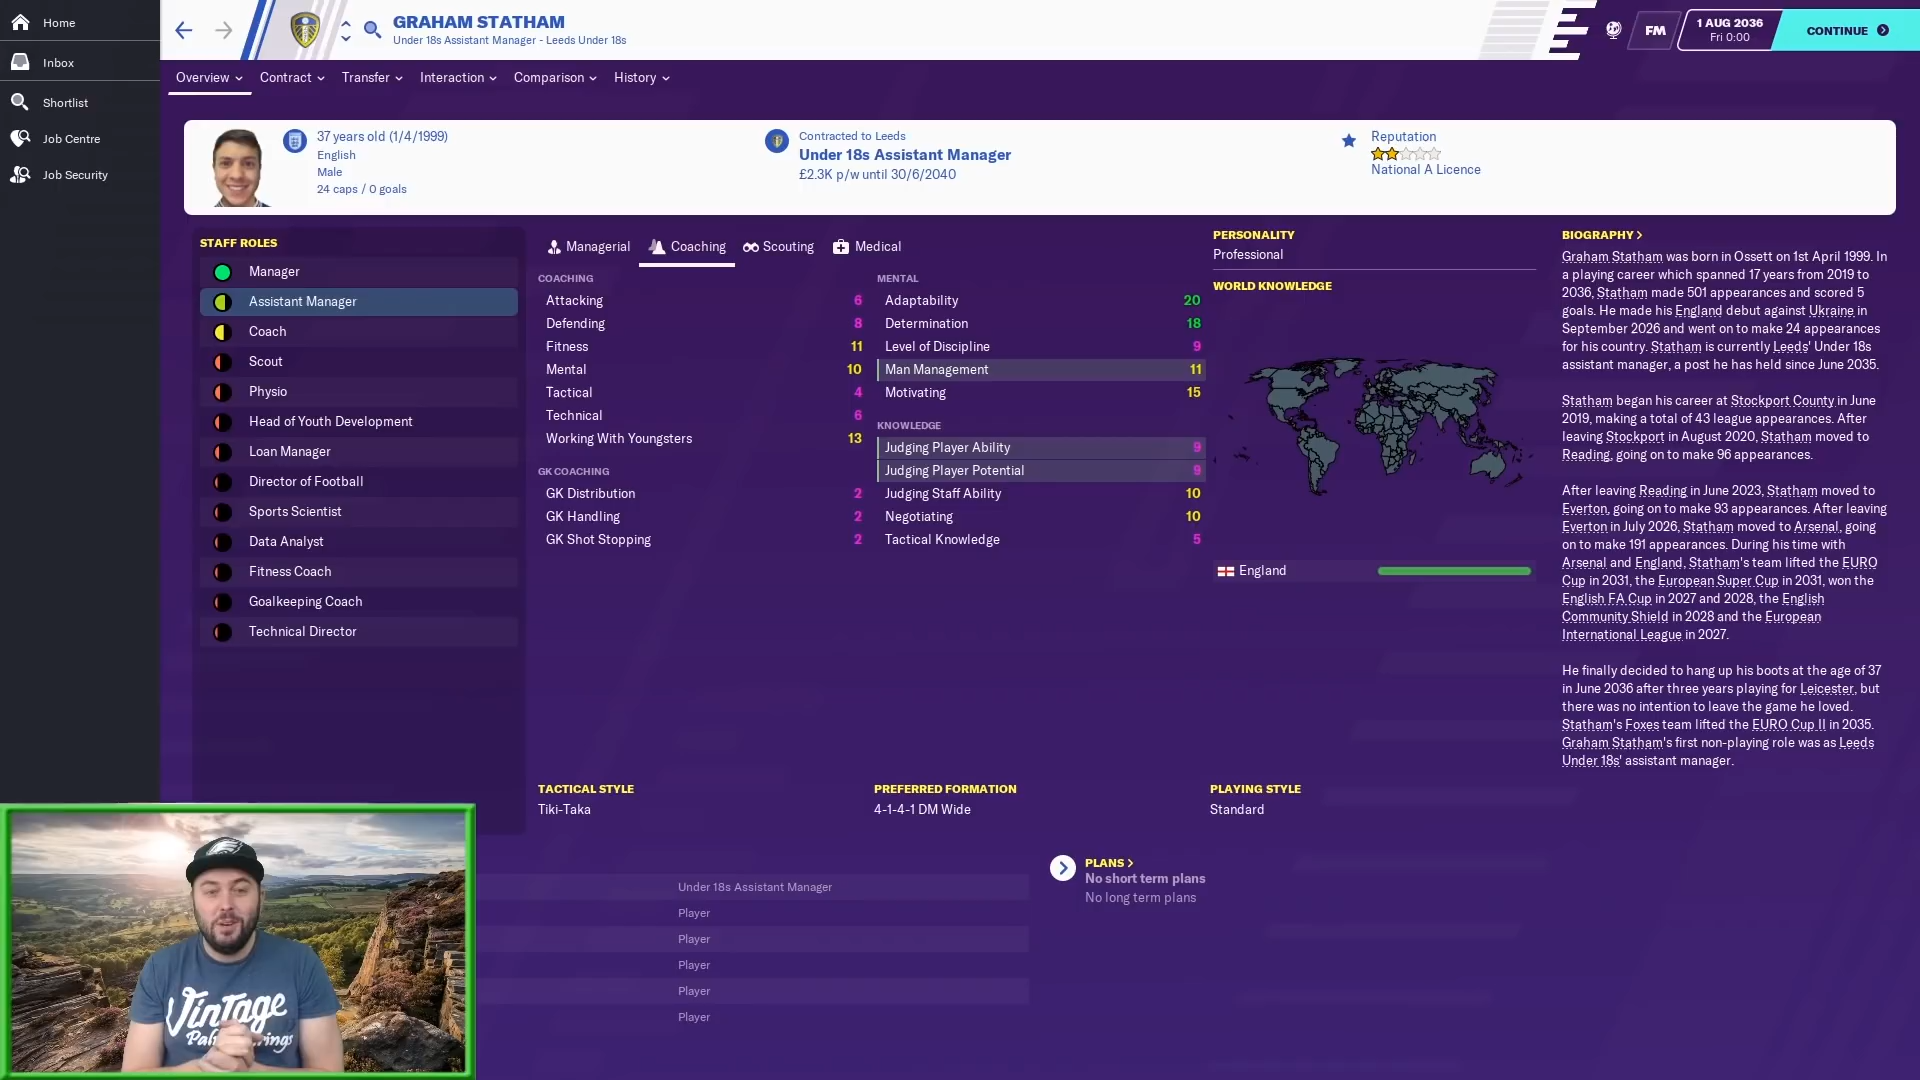 Home
Inbox
Shortlist
Job Centre
Job Security
GRAHAM STATHAM
Under 18s Assistant Manager - Leeds Under 18s
FM
1 AUG 2036
Fri 0:00
CONTINUE
Overview
Contract
Transfer
Interaction
Comparison
History
37 years old (1/4/1999)
English
Male
24 caps / 0 goals
Contracted to Leeds
Under 18s Assistant Manager
£2.3K p/w until 30/6/2040
Reputation
National A Licence
STAFF ROLES
Manager
Assistant Manager
Coach
Scout
Physio
Head of Youth Development
Loan Manager
Director of Football
Sports Scientist
Data Analyst
Fitness Coach
Goalkeeping Coach
Technical Director
Managerial
Coaching
Scouting
Medical
COACHING
Attacking 6
Defending 8
Fitness 11
Mental 10
Tactical 4
Technical 6
Working With Youngsters 13
GK COACHING
GK Distribution 2
GK Handling 2
GK Shot Stopping 2
MENTAL
Adaptability 20
Determination 18
Level of Discipline 9
Man Management 11
Motivating 15
KNOWLEDGE
Judging Player Ability 9
Judging Player Potential 9
Judging Staff Ability 10
Negotiating 10
Tactical Knowledge 5
PERSONALITY
Professional
WORLD KNOWLEDGE
England
BIOGRAPHY >
Graham Statham was born in Ossett on 1st April 1999. In
a playing career which spanned 17 years from 2019 to
2036, Statham made 501 appearances and scored 5
goals. He made his England debut against Ukraine in
September 2026 and went on to make 24 appearances
for his country. Statham is currently Leeds' Under 18s
assistant manager, a post he has held since June 2035.
Statham began his career at Stockport County in June
2019, making a total of 43 league appearances. After
leaving Stockport in August 2020, Statham moved to
Reading, going on to make 96 appearances.
After leaving Reading in June 2023, Statham moved to
Everton, going on to make 93 appearances. After leaving
Everton in July 2026, Statham moved to Arsenal, going
on to make 191 appearances. During his time with
Arsenal and England, Statham's team lifted the EURO
Cup in 2031, the European Super Cup in 2031, won the
English FA Cup in 2027 and 2028, the English
Community Shield in 2028 and the European
International League in 2027.
He finally decided to hang up his boots at the age of 37
in June 2036 after three years playing for Leicester, but
there was no intention to leave the game he loved.
Statham's Foxes team lifted the EURO Cup II in 2035.
Graham Statham's first non-playing role was as Leeds
Under 18s' assistant manager.
TACTICAL STYLE
Tiki-Taka
PREFERRED FORMATION
4-1-4-1 DM Wide
PLAYING STYLE
Standard
Under 18s Assistant Manager
Player
Player
Player
Player
Player
PLANS >
No short term plans
No long term plans
Vintage